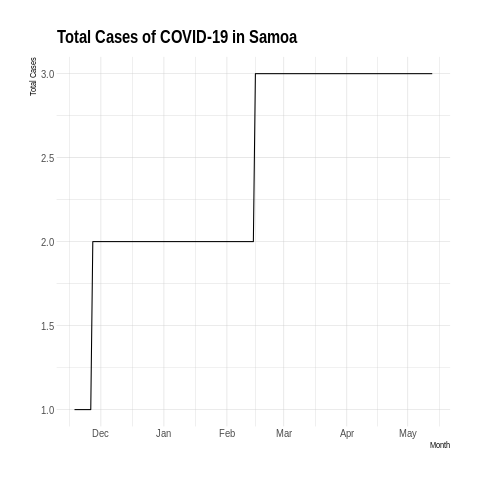 Total Cases of COVID-19 in Samoa
Total Cases
3.0
2.5
2.0
1.5
1.0
Dec Jan Feb Mar Apr May
Month